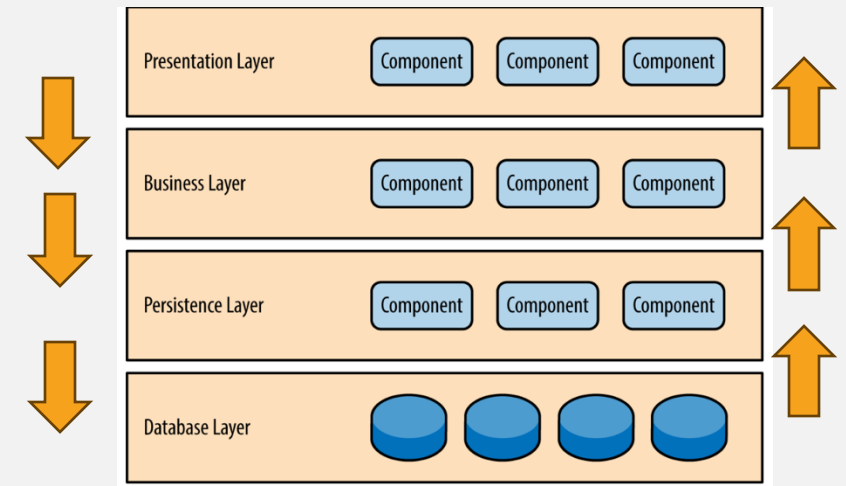 Presentation Layer Component Component Component
Business Layer Component Component Component
Persistence Layer Component Component Component
Database Layer